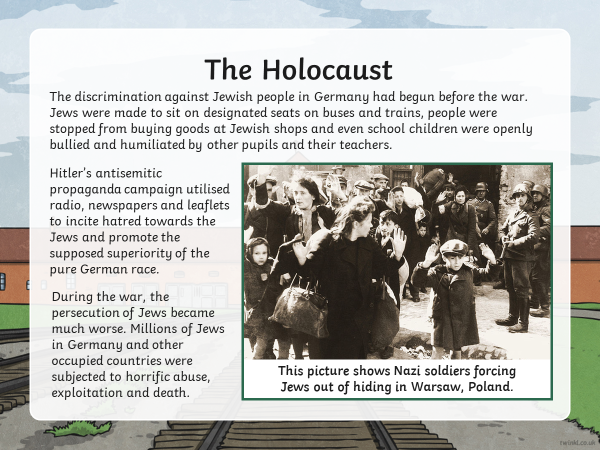 The Holocaust
The discrimination against Jewish people in Germany had begun before the war.
Jews were made to sit on designated seats on buses and trains, people were
stopped from buying goods at Jewish shops and even school children were openly
bullied and humiliated by other pupils and their teachers.
Hitler's antisemitic
propaganda campaign utilised
radio, newspapers and leaflets
to incite hatred towards the
Jews and promote the
supposed superiority of the
pure German race.
During the war, the
persecution of Jews became
much worse. Millions of Jews
in Germany and other
occupied countries were
subjected to horrific abuse,
exploitation and death.
This picture shows Nazi soldiers forcing
Jews out of hiding in Warsaw, Poland.
twinkl.co.uk